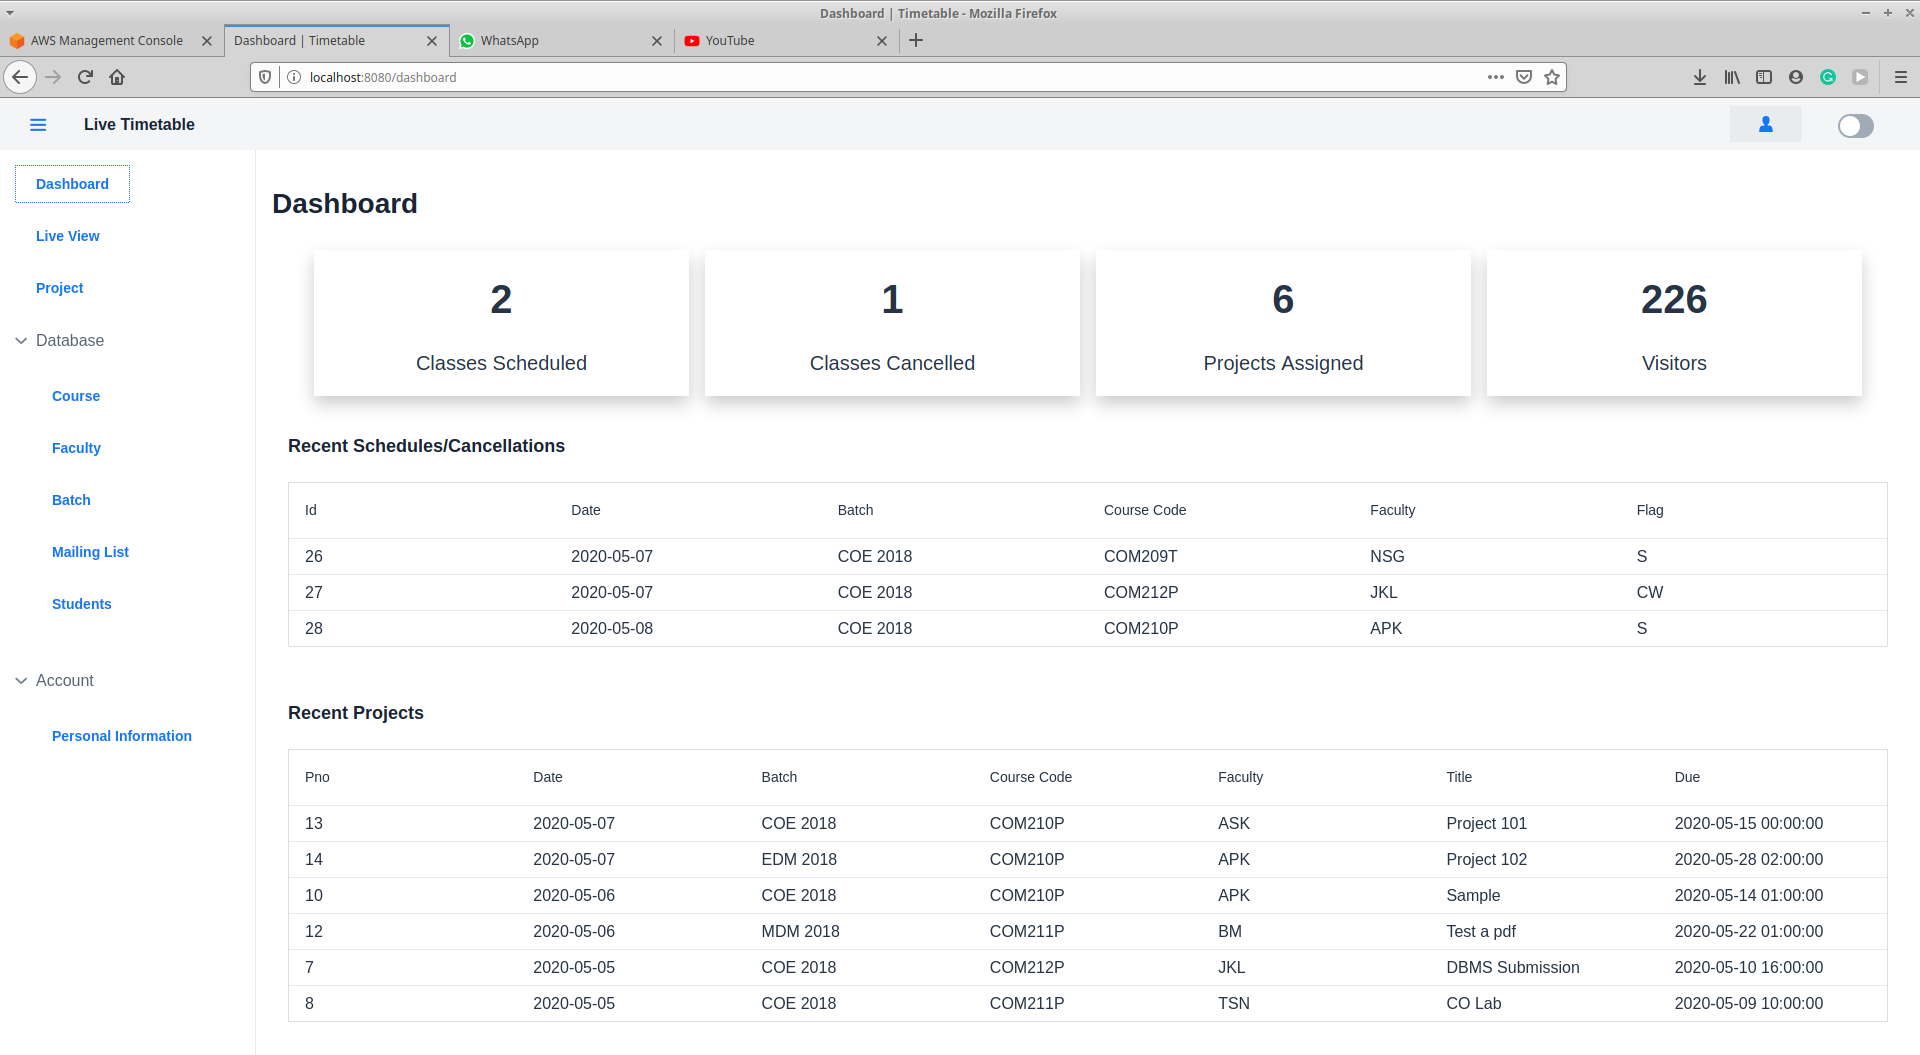 Dashboard | Timetable - Mozilla Firefox
AWS Management Console Dashboard | Timetable WhatsApp YouTube
localhost:8080/dashboard
Live Timetable
Dashboard
Live View
Project
Database
Course
Faculty
Batch
Mailing List
Students
Account
Personal Information
Dashboard
2 1 6 226
Classes Scheduled Classes Cancelled Projects Assigned Visitors
Recent Schedules/Cancellations
Id Date Batch Course Code Faculty Flag
26 2020-05-07 COE 2018 COM209T NSG S
27 2020-05-07 COE 2018 COM212P JKL CW
28 2020-05-08 COE 2018 COM210P APK S
Recent Projects
Pno Date Batch Course Code Faculty Title Due
13 2020-05-07 COE 2018 COM210P ASK Project 101 2020-05-15 00:00:00
14 2020-05-07 EDM 2018 COM210P APK Project 102 2020-05-28 02:00:00
10 2020-05-06 COE 2018 COM210P APK Sample 2020-05-14 01:00:00
12 2020-05-06 MDM 2018 COM211P BM Test a pdf 2020-05-22 01:00:00
7 2020-05-05 COE 2018 COM212P JKL DBMS Submission 2020-05-10 16:00:00
8 2020-05-05 COE 2018 COM211P TSN CO Lab 2020-05-09 10:00:00